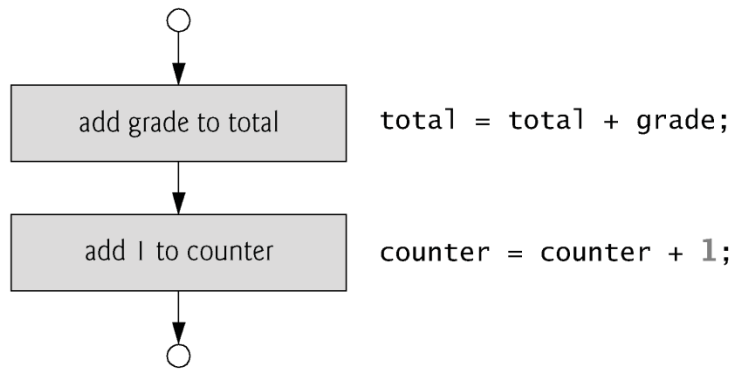 add grade to total
total = total + grade;
add 1 to counter
counter = counter + 1;